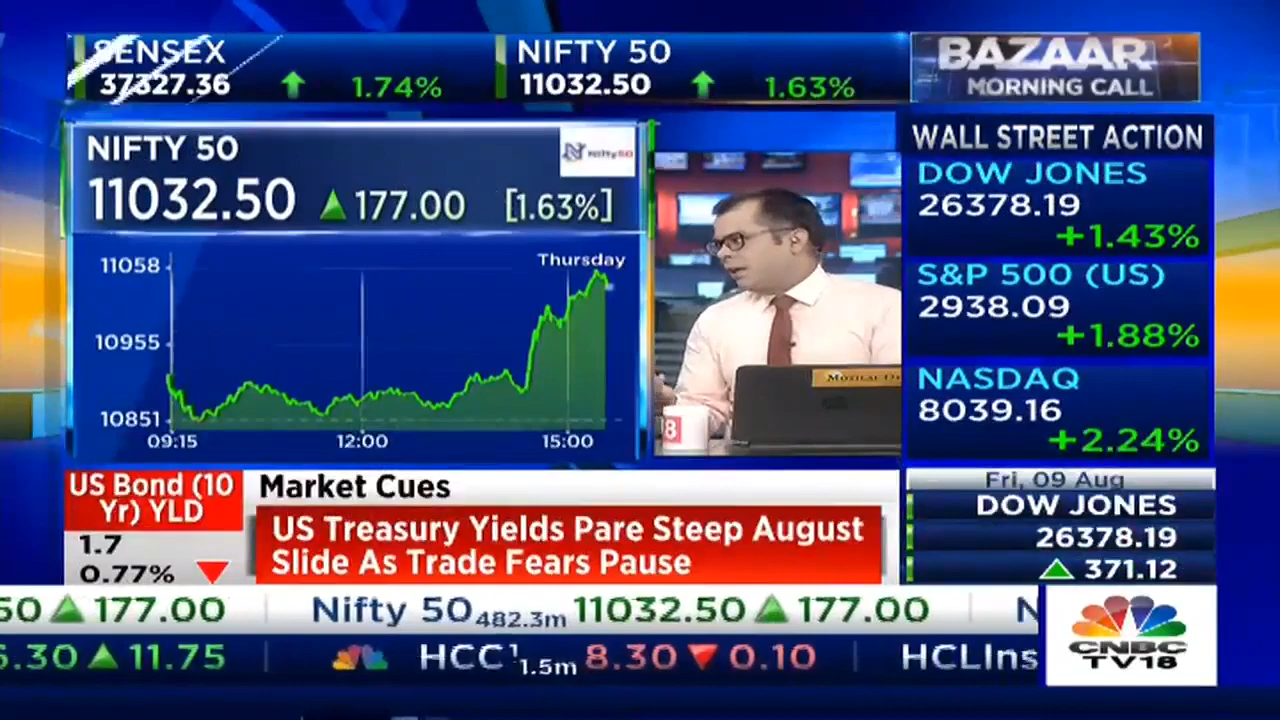 SENSEX
37327.36 1.74%
NIFTY 50
11032.50 1.63%
BAZAAR
MORNING CALL
NIFTY 50
nifty50
11032.50 177.00 [1.63%]
Thursday
11058
10955
10851
09:15 12:00 15:00
8
WALL STREET ACTION
DOW JONES
26378.19
+1.43%
S&P 500 (US)
2938.09
+1.88%
NASDAQ
8039.16
+2.24%
US Bond (10
Yr) YLD
1.7
0.77%
Market Cues
US Treasury Yields Pare Steep August
Slide As Trade Fears Pause
Fri, 09 Aug
DOW JONES
26378.19
371.12
50 177.00 Nifty 50 482.3m 11032.50 177.00 N
6.30 11.75 HCC 1.5m 8.30 0.10 HCLIns
CNBC
TV18